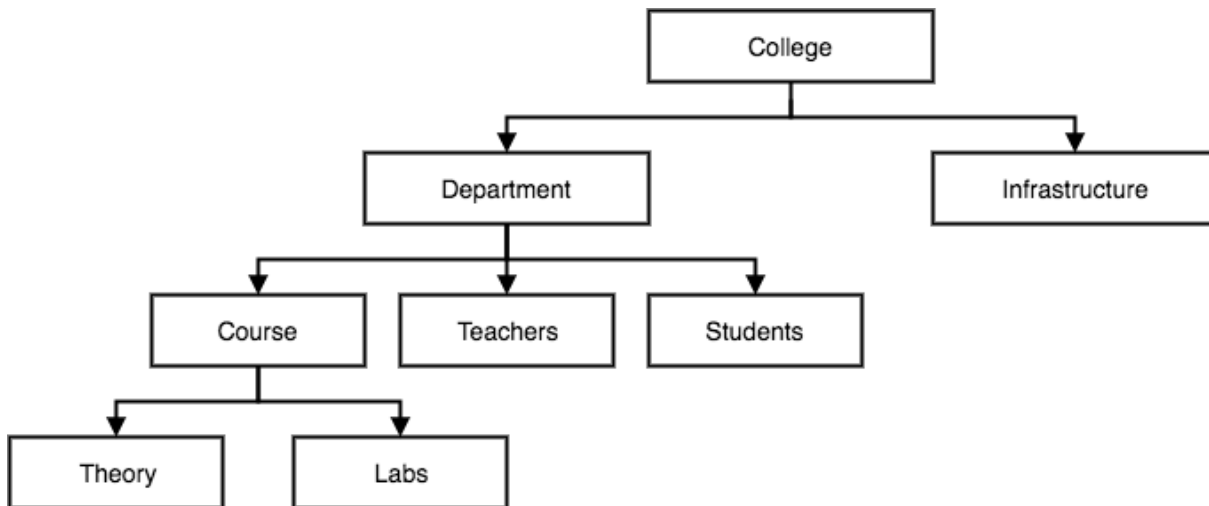 College
Department
Infrastructure
Course
Teachers
Students
Theory
Labs